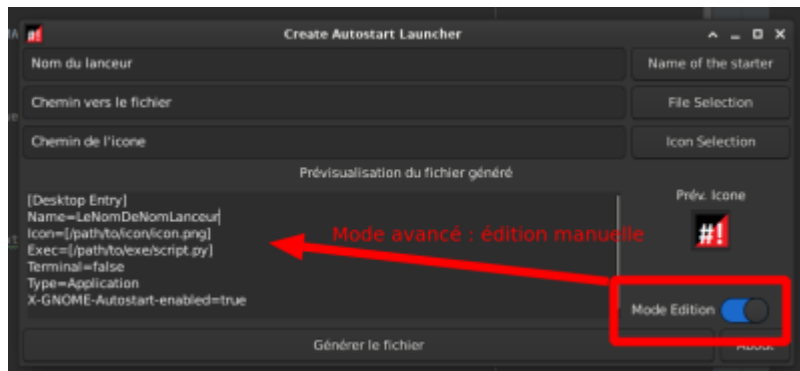 Create Autostart Launcher
Nom du lanceur
Name of the starter
Chemin vers le fichier
File Selection
Chemin de l'icone
Icon Selection
Prévisualisation du fichier généré
[Desktop Entry]
Name=LeNomDeNomLanceur
Icon=[/path/to/icon/icon.png]
Exec=[/path/to/exe/script.py]
Terminal=false
Type=Application
X-GNOME-Autostart-enabled=true
Prév. Icone
#!
Mode avancé : édition manuelle
Mode Edition
Générer le fichier
About